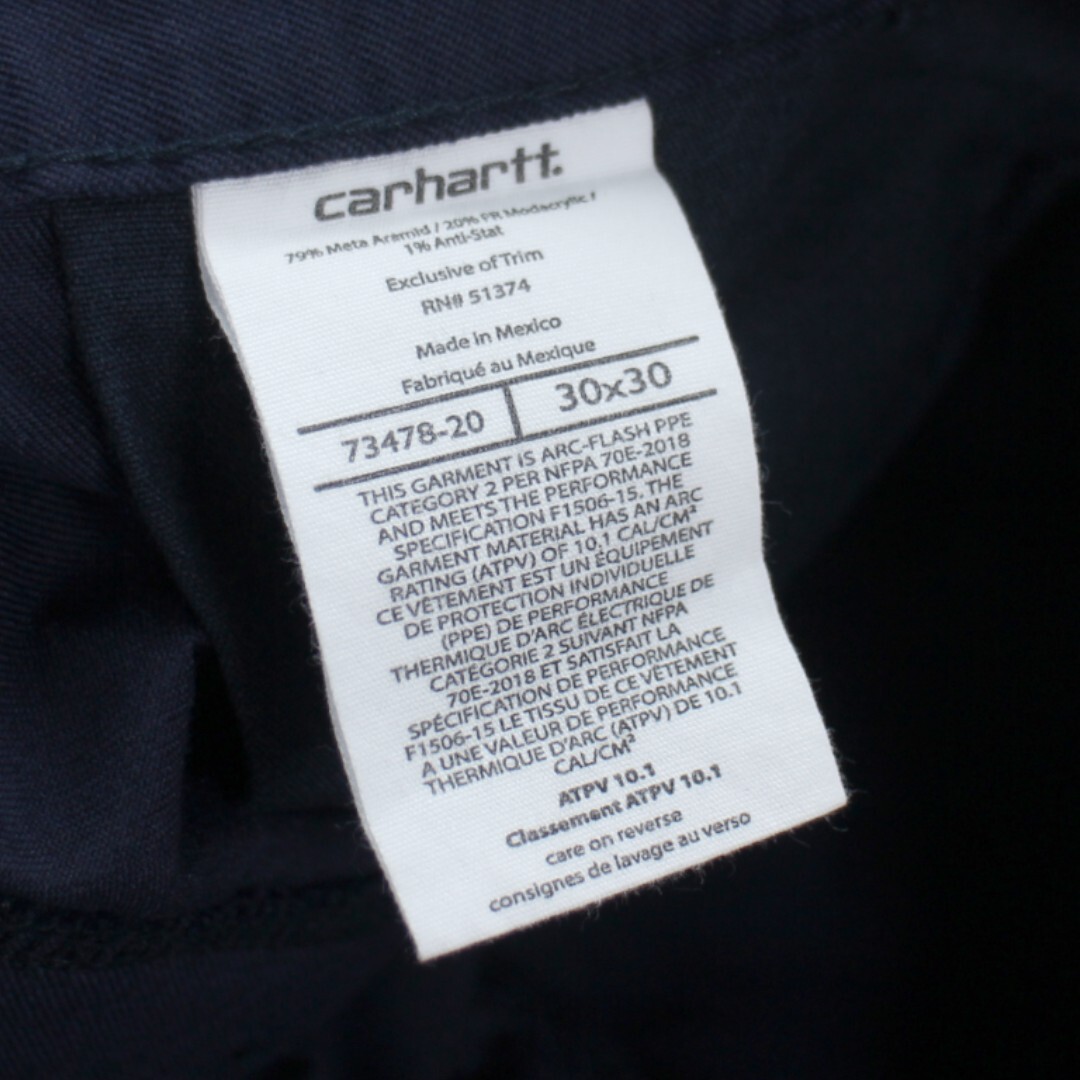 carhartt.
79% Meta Aramid / 20% FR Modacrylic /
1% Anti-Stat
Exclusive of Trim
RN# 51374
Made in Mexico
Fabriqué au Mexique
73478-20 30x30
THIS GARMENT IS ARC-FLASH PPE
CATEGORY 2 PER NFPA 70E-2018
AND MEETS THE PERFORMANCE
SPECIFICATION F1506-15. THE
GARMENT MATERIAL HAS AN ARC
RATING (ATPV) OF 10.1 CAL/CM²
CE VÊTEMENT EST UN ÉQUIPEMENT
DE PROTECTION INDIVIDUELLE
(PPE) DE PERFORMANCE
THERMIQUE D'ARC ÉLECTRIQUE DE
CATÉGORIE 2 SUIVANT NFPA
70E-2018 ET SATISFAIT LA
SPÉCIFICATION DE PERFORMANCE
F1506-15 LE TISSU DE CE VÊTEMENT
A UNE VALEUR DE PERFORMANCE
THERMIQUE D'ARC (ATPV) DE 10.1
CAL/CM²
ATPV 10.1
Classement ATPV 10.1
care on reverse
consignes de lavage au verso